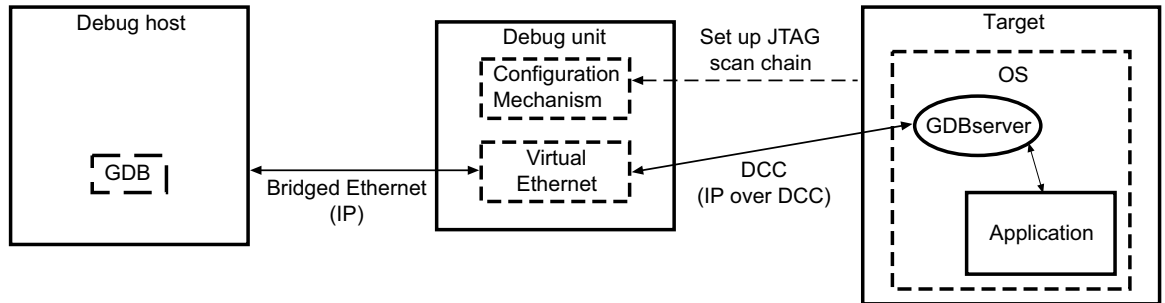 Debug host
GDB
Bridged Ethernet
(IP)
Debug unit
Configuration
Mechanism
Virtual
Ethernet
Set up JTAG
scan chain
DCC
(IP over DCC)
Target
OS
GDBserver
Application